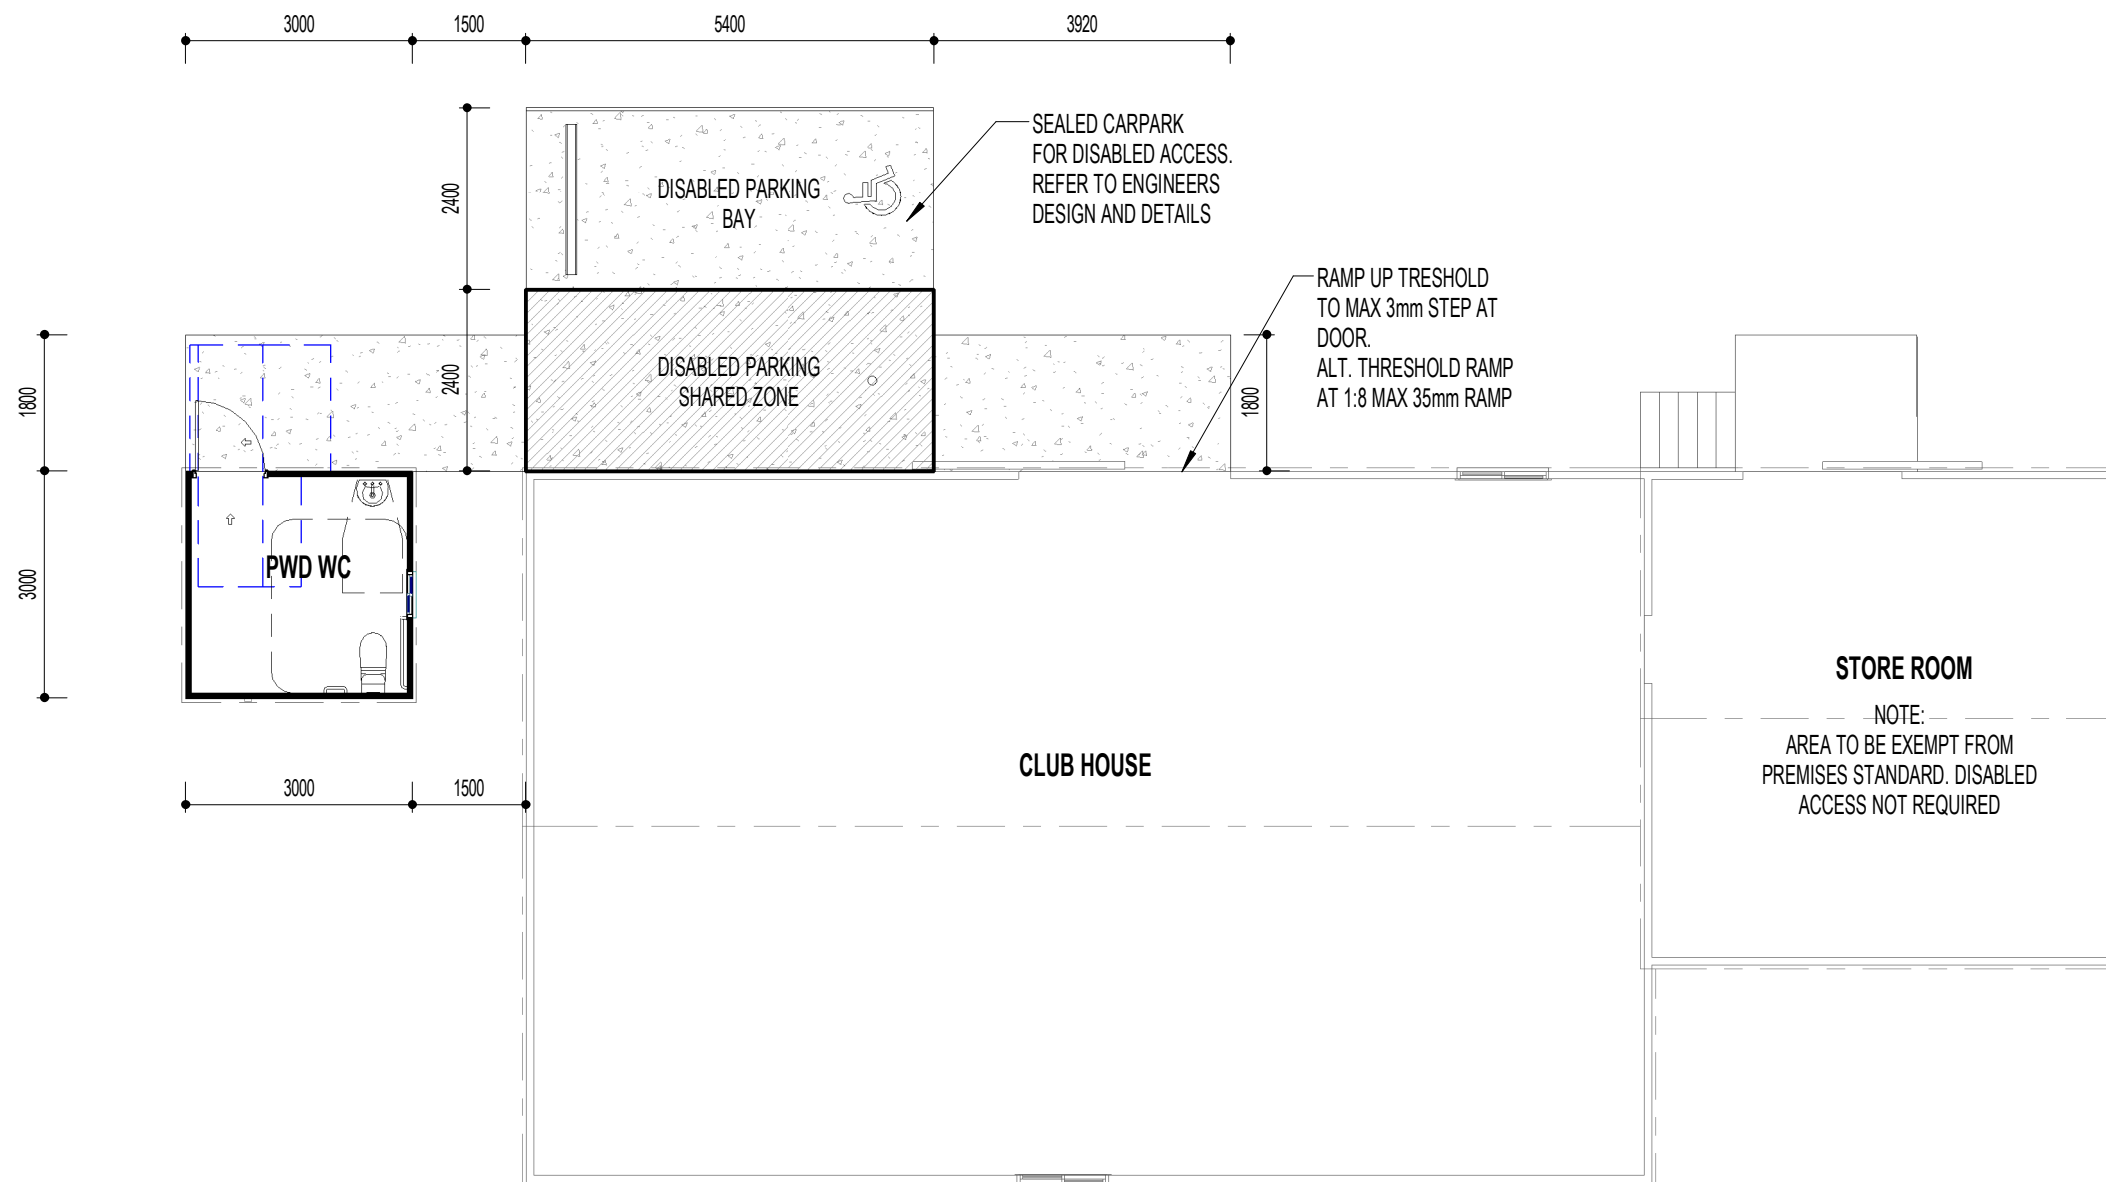 3000
1500
5400
3920
SEALED CARPARK
FOR DISABLED ACCESS.
REFER TO ENGINEERS
DESIGN AND DETAILS
2400
DISABLED PARKING
BAY
RAMP UP TRESHOLD
TO MAX 3mm STEP AT
DOOR.
ALT. THRESHOLD RAMP
AT 1:8 MAX 35mm RAMP
1800
2400
DISABLED PARKING
SHARED ZONE
1800
3000
PWD WC
STORE ROOM
NOTE:
AREA TO BE EXEMPT FROM
PREMISES STANDARD. DISABLED
ACCESS NOT REQUIRED
CLUB HOUSE
3000
1500